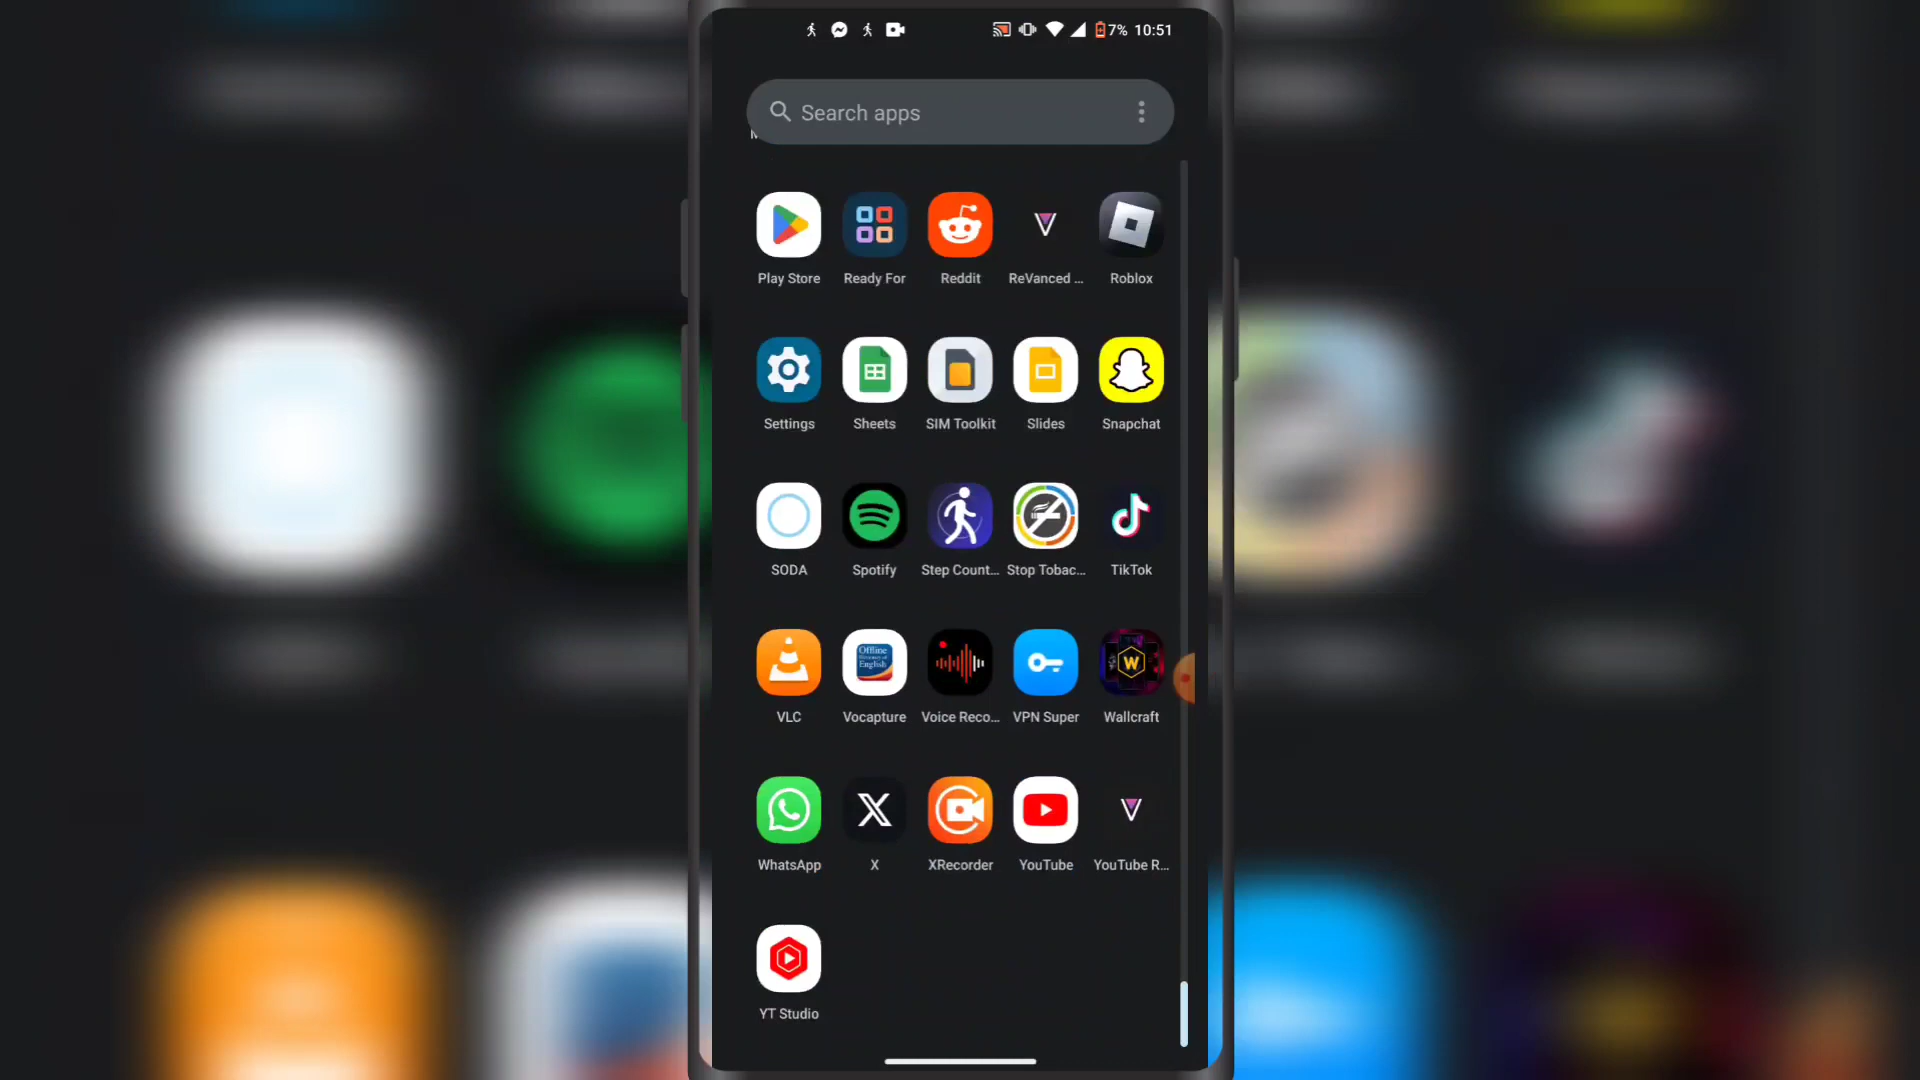 7% 10:51
Search apps
Play Store Ready For Reddit ReVanced ... Roblox
Settings Sheets SIM Toolkit Slides Snapchat
SODA Spotify Step Count... Stop Tobac... TikTok
Offline
English
W
VLC Vocapture Voice Reco... VPN Super Wallcraft
WhatsApp X XRecorder YouTube YouTube R...
YT Studio